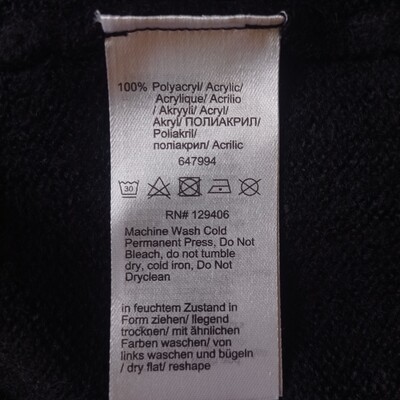 100% Polyacryl/ Acrylic/
Acrylique/ Acrilio
/ Akryyli/ Acryl/
Akryl/ ПОЛИАКРИЛ/
Poliakril/
поліакрил/ Acrilic
647994
30
RN# 129406
Machine Wash Cold
Permanent Press, Do Not
Bleach, do not tumble
dry, cold iron, Do Not
Dryclean
in feuchtem Zustand in
Form ziehen/ liegend
trocknen/ mit ähnlichen
Farben waschen/ von
links waschen und bügeln
/ dry flat/ reshape